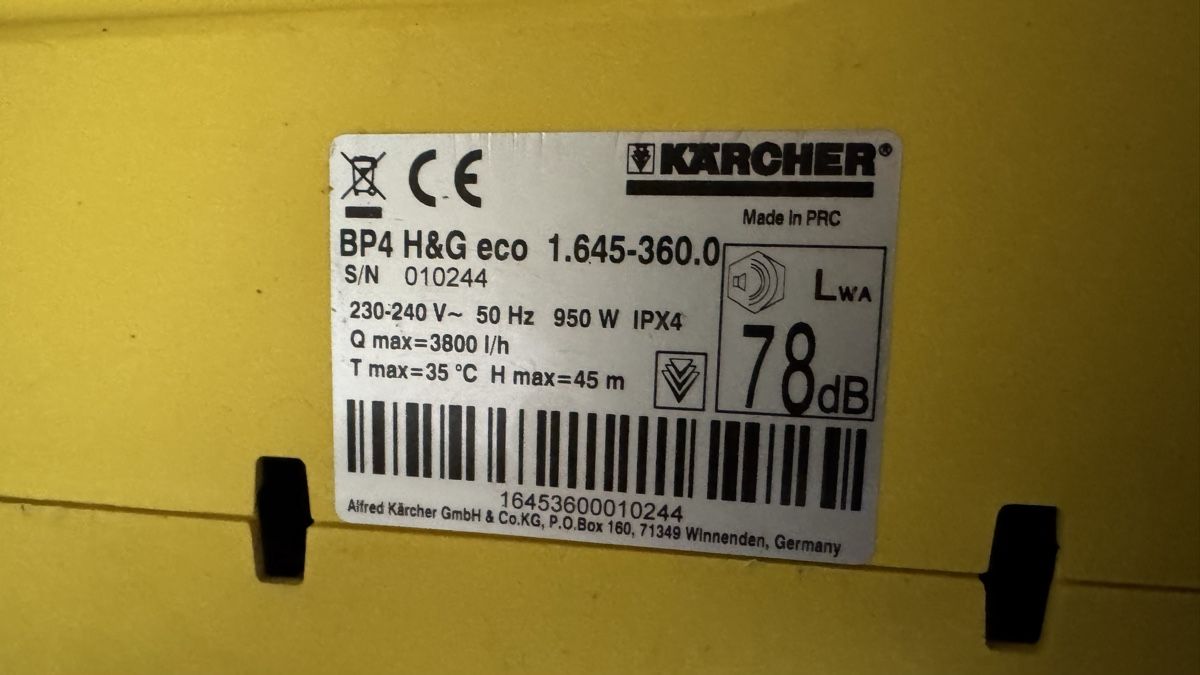 CE
KÄRCHER®
Made in PRC
BP4 H&G eco 1.645-360.0
S/N 010244
LWA
230-240 V~ 50 Hz 950 W IPX4
Q max=3800 l/h
T max=35 °C H max=45 m
78dB
16453600010244
Alfred Kärcher GmbH & Co.KG, P.O.Box 160, 71349 Winnenden, Germany